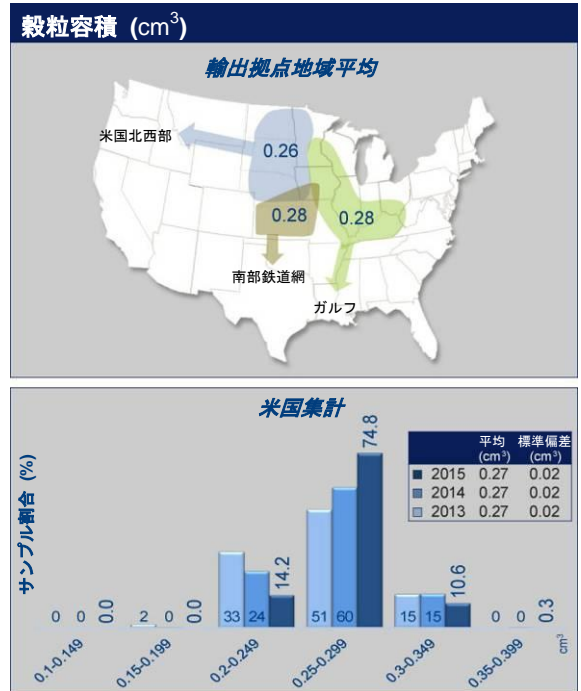 穀粒容積 (cm³)
輸出拠点地域平均
米国北西部
0.26
0.28
0.28
南部鉄道網
ガルフ
米国集計
サンプル割合 (%)
平均 標準偏差
(cm³) (cm³)
2015 0.27 0.02
2014 0.27 0.02
2013 0.27 0.02
0 0 0.0
2 0 0.0
33 24 14.2
51 60 74.8
15 15 10.6
0 0 0.3
0.1-0.149
0.15-0.199
0.2-0.249
0.25-0.299
0.3-0.349
0.35-0.399
cm³